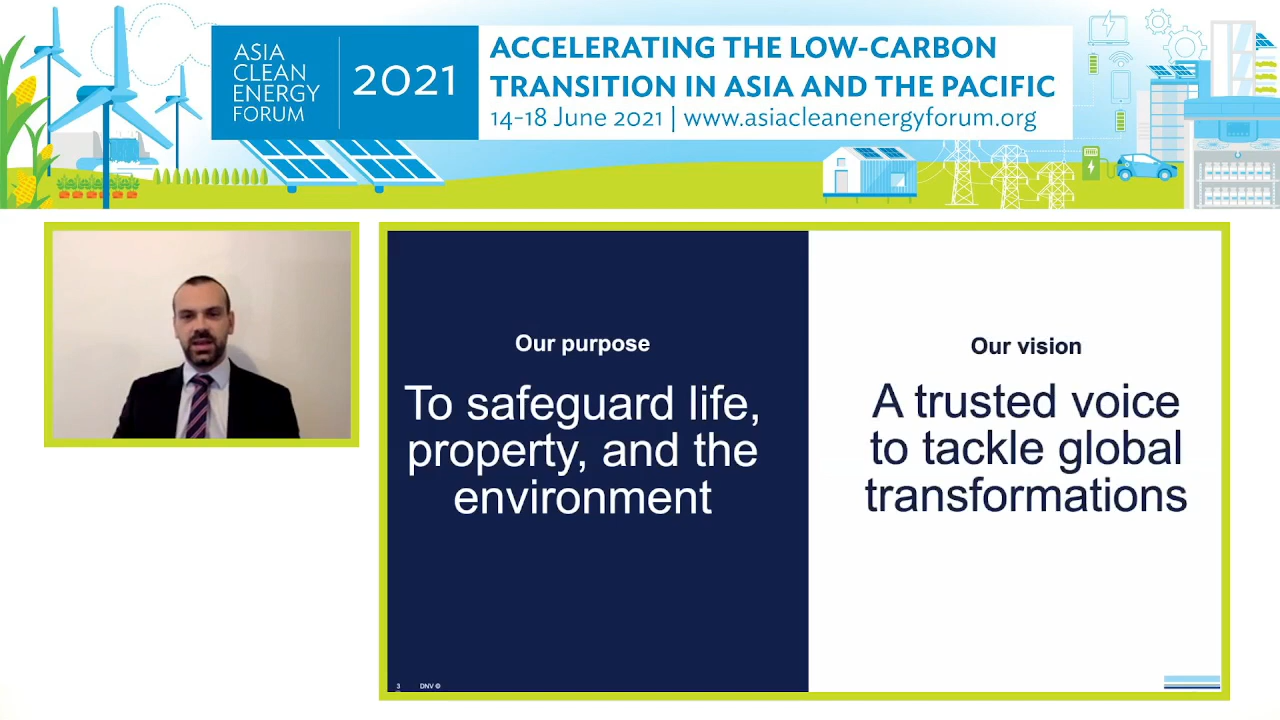 ASIA
CLEAN
ENERGY
FORUM
2021
ACCELERATING THE LOW-CARBON
TRANSITION IN ASIA AND THE PACIFIC
14-18 June 2021 | www.asiacleanenergyforum.org
Our purpose
To safeguard life,
property, and the
environment
Our vision
A trusted voice
to tackle global
transformations
3
DNV ©